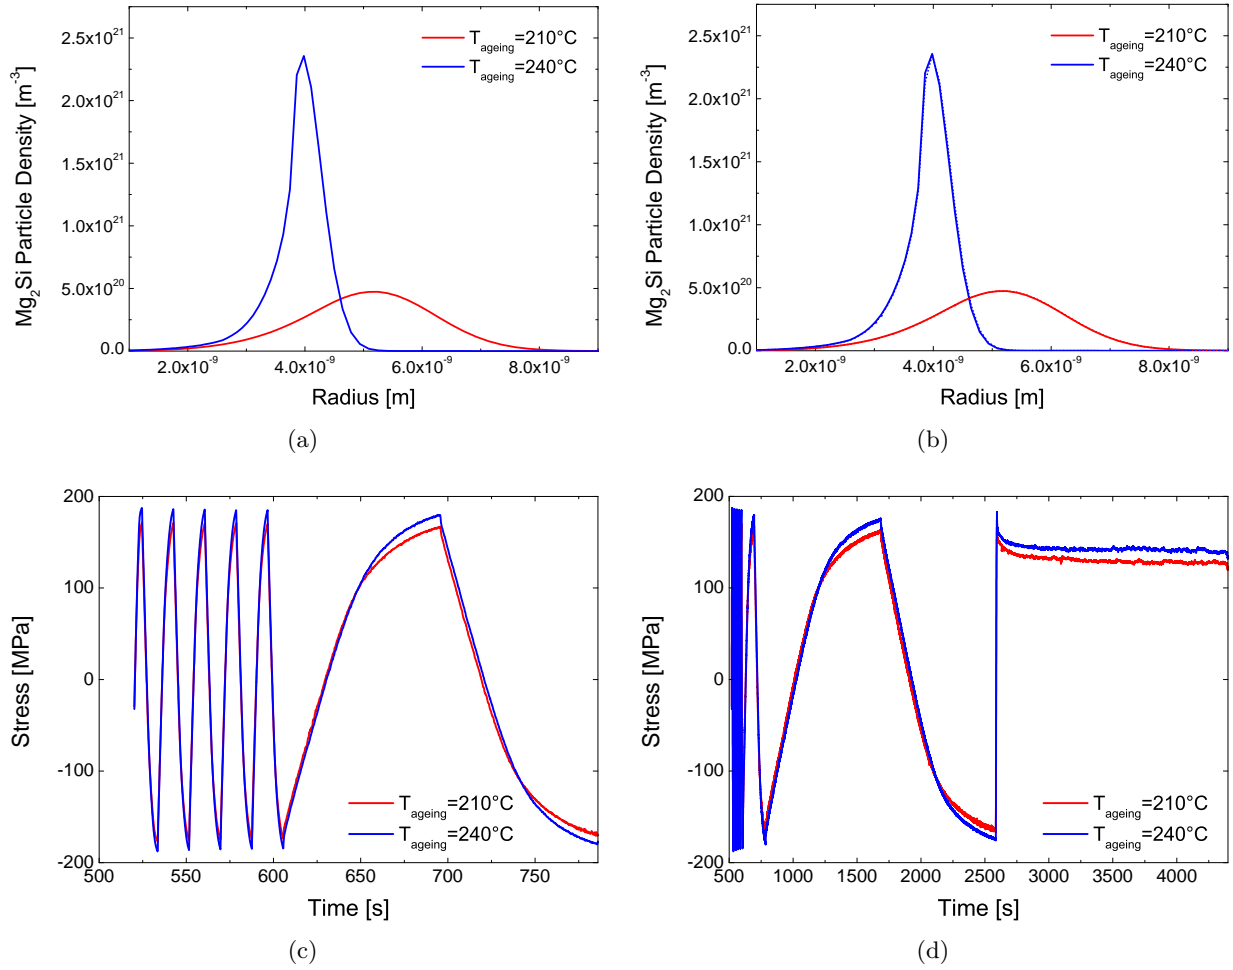 T_ageing=210°C
T_ageing=240°C
2.5x10^21
2.0x10^21
1.5x10^21
1.0x10^21
5.0x10^20
0.0
Mg₂Si Particle Density [m^-3]
2.0x10^-9
4.0x10^-9
6.0x10^-9
8.0x10^-9
Radius [m]
(a)
T_ageing=210°C
T_ageing=240°C
2.5x10^21
2.0x10^21
1.5x10^21
1.0x10^21
5.0x10^20
0.0
Mg₂Si Particle Density [m^-3]
2.0x10^-9
4.0x10^-9
6.0x10^-9
8.0x10^-9
Radius [m]
(b)
200
100
0
-100
-200
Stress [MPa]
T_ageing=210°C
T_ageing=240°C
500
550
600
650
700
750
Time [s]
(c)
200
100
0
-100
-200
Stress [MPa]
T_ageing=210°C
T_ageing=240°C
500
1000
1500
2000
2500
3000
3500
4000
Time [s]
(d)